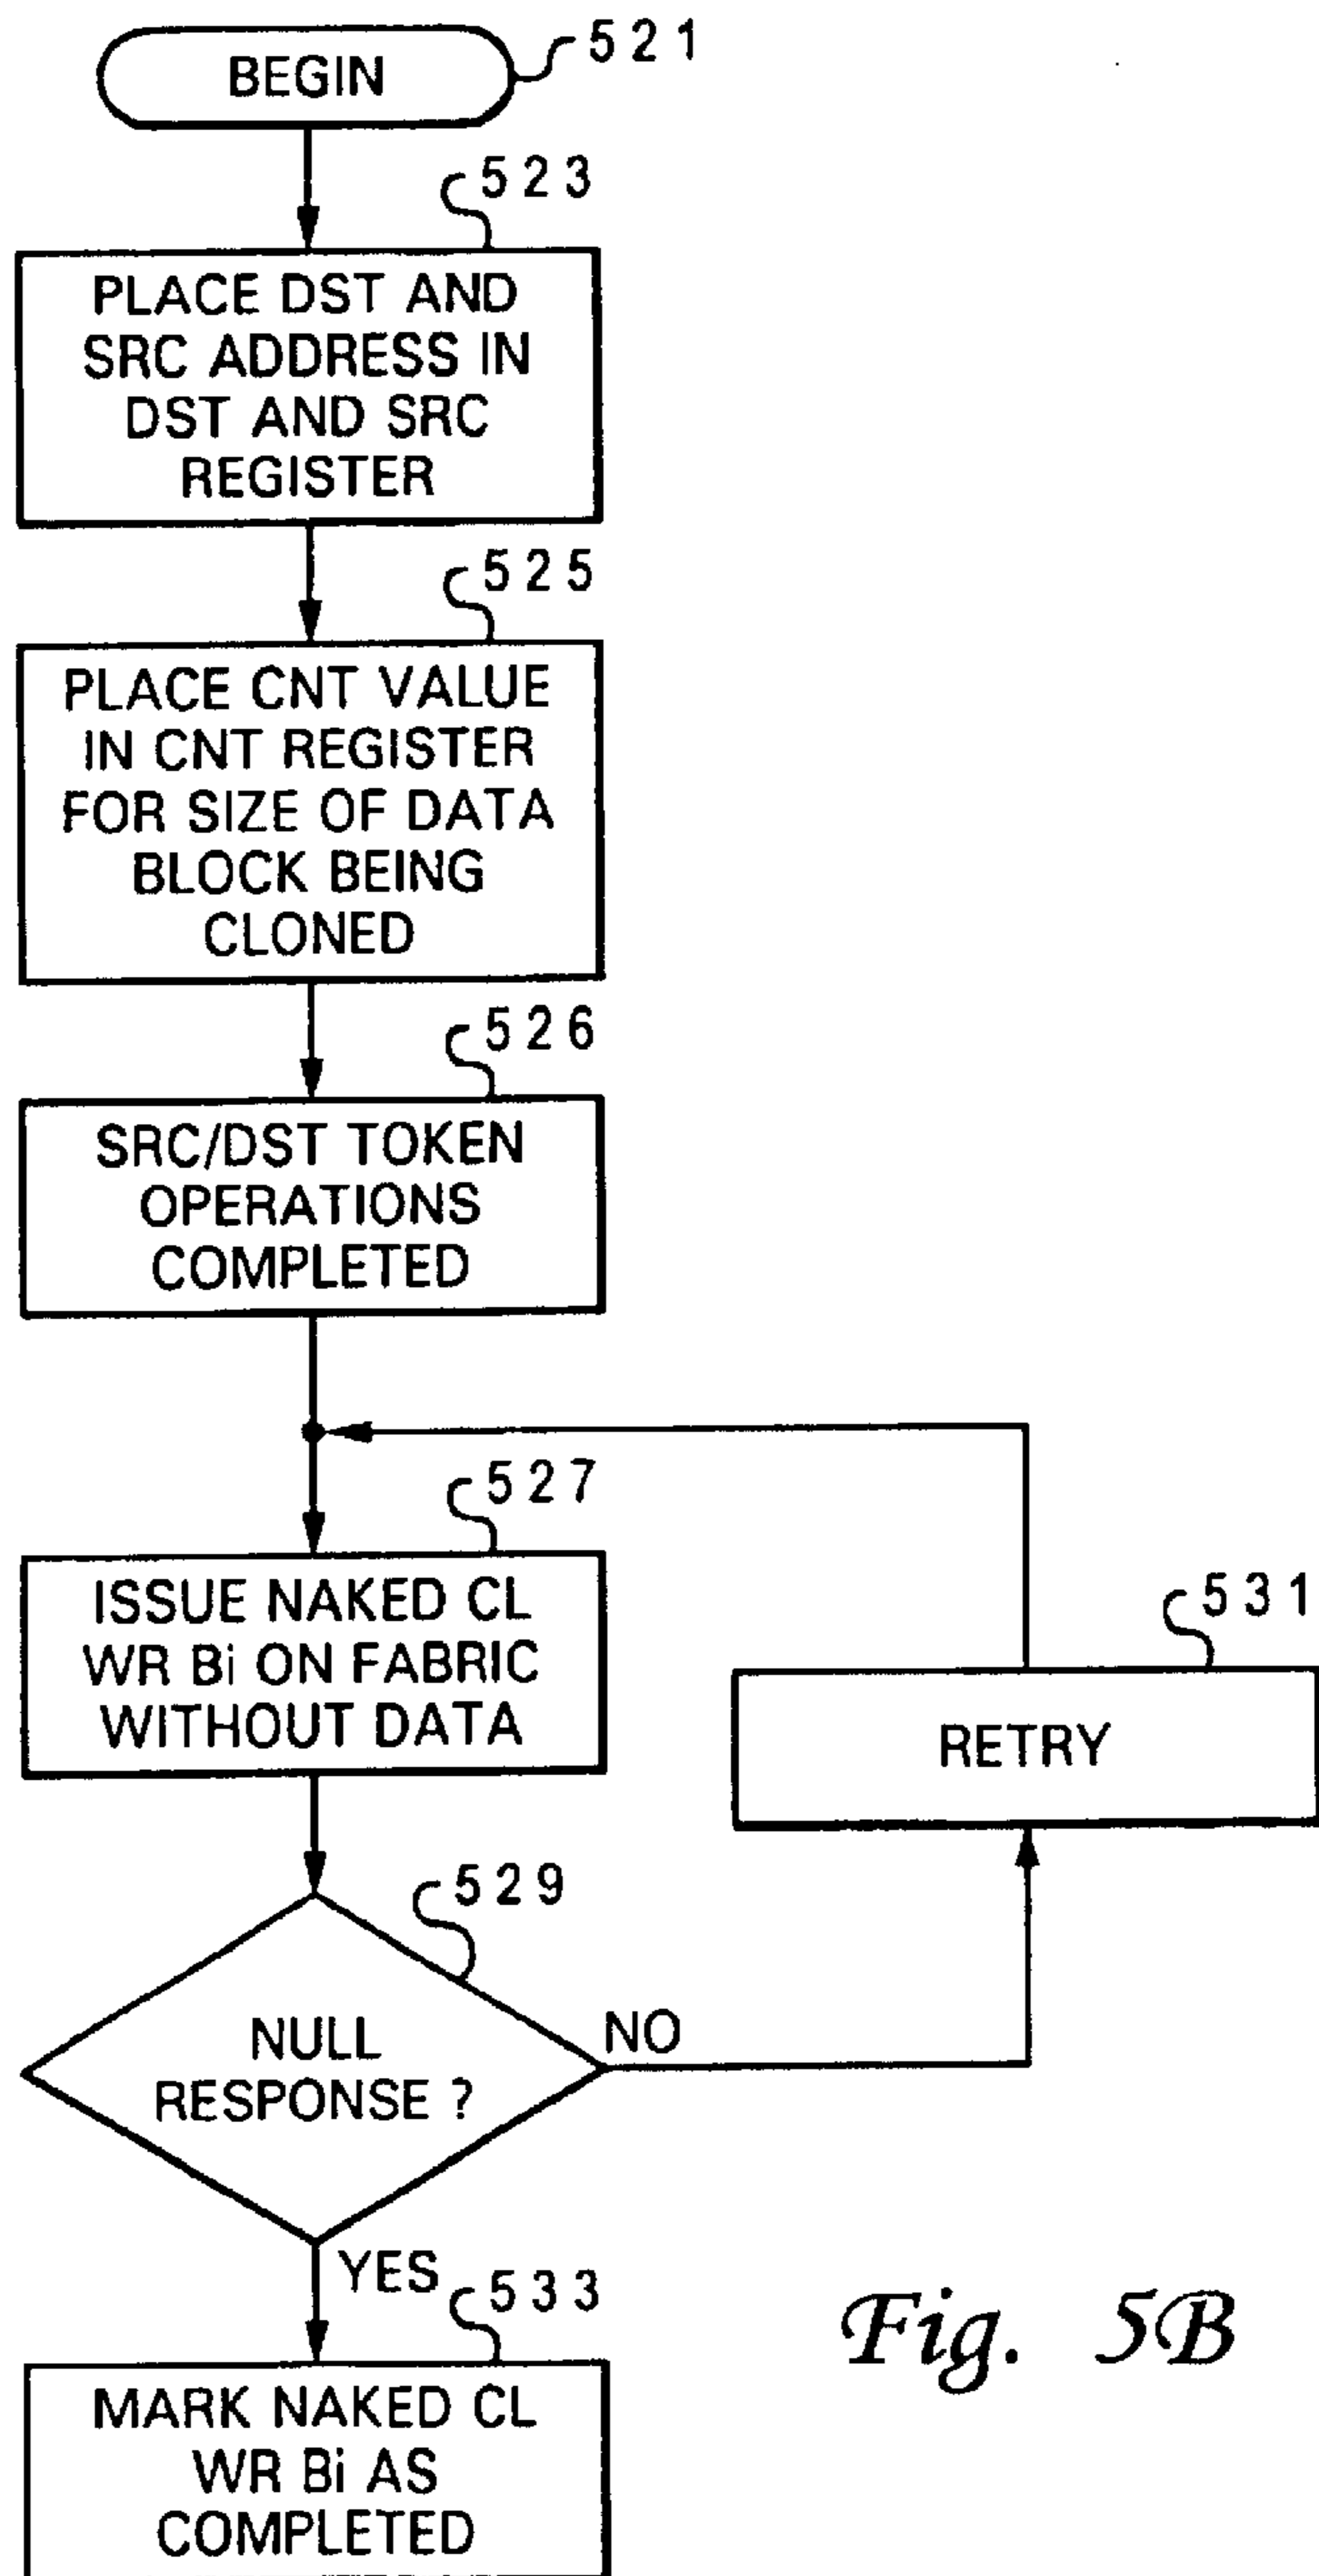 BEGIN
521
523
PLACE DST AND
SRC ADDRESS IN
DST AND SRC
REGISTER
525
PLACE CNT VALUE
IN CNT REGISTER
FOR SIZE OF DATA
BLOCK BEING
CLONED
526
SRC/DST TOKEN
OPERATIONS
COMPLETED
527
ISSUE NAKED CL
WR Bi ON FABRIC
WITHOUT DATA
531
RETRY
529
NULL
RESPONSE ?
NO
YES
533
MARK NAKED CL
WR Bi AS
COMPLETED
Fig. 5B